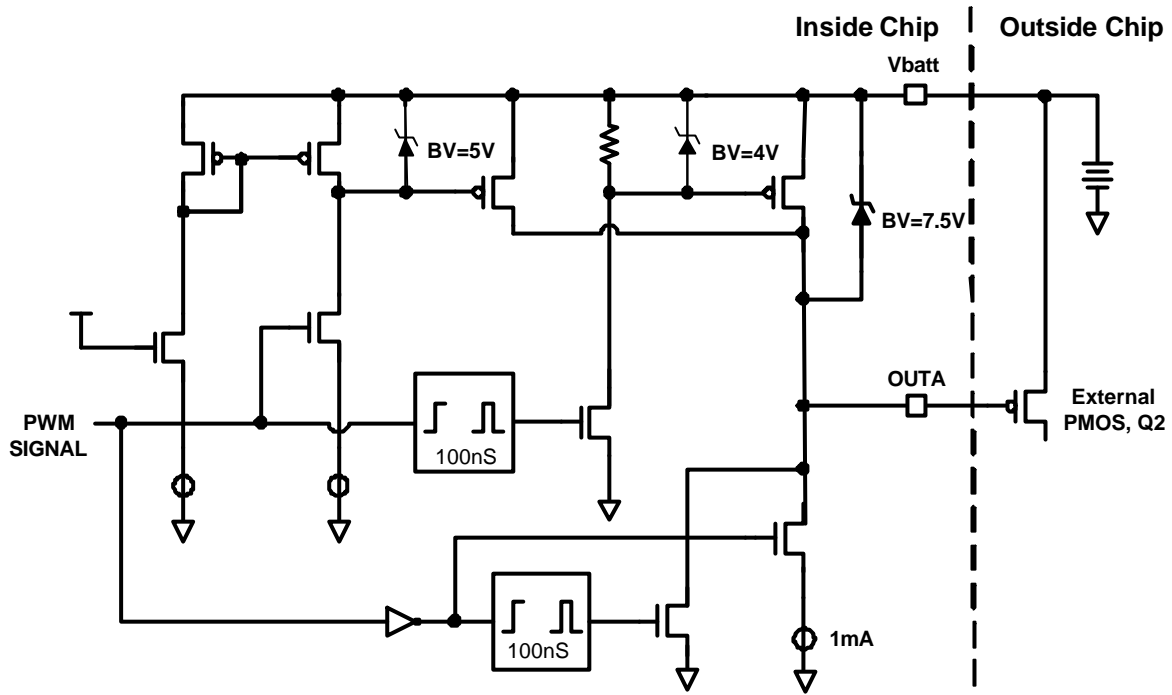 Inside Chip
Outside Chip
Vbatt
BV=5V
BV=4V
BV=7.5V
OUTA
External
PMOS, Q2
PWM
SIGNAL
100nS
100nS
1mA